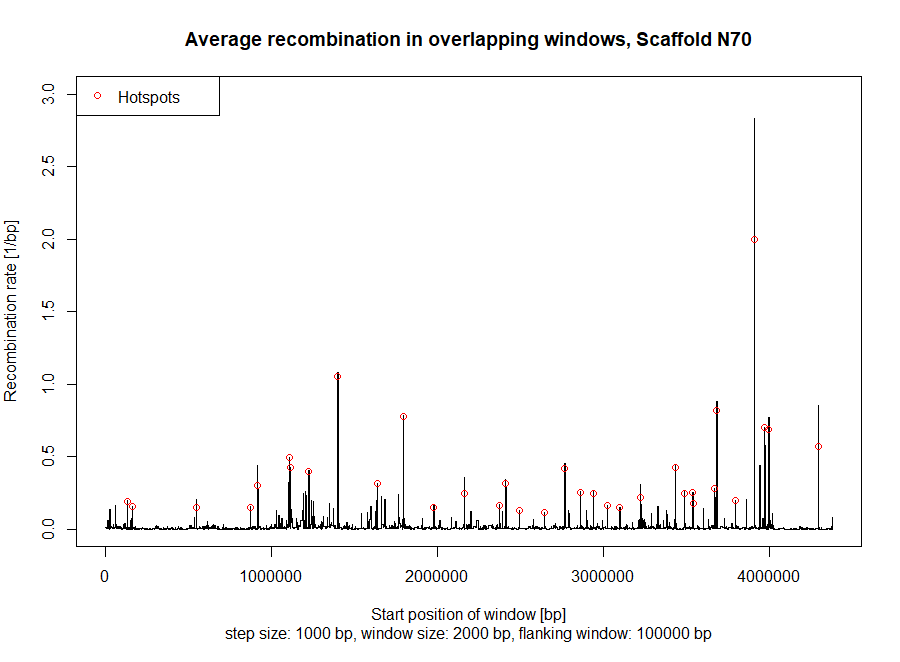 Average recombination in overlapping windows, Scaffold N70
Hotspots
Recombination rate [1/bp]
3.0
2.5
2.0
1.5
1.0
0.5
0.0
0 1000000 2000000 3000000 4000000
Start position of window [bp]
step size: 1000 bp, window size: 2000 bp, flanking window: 100000 bp